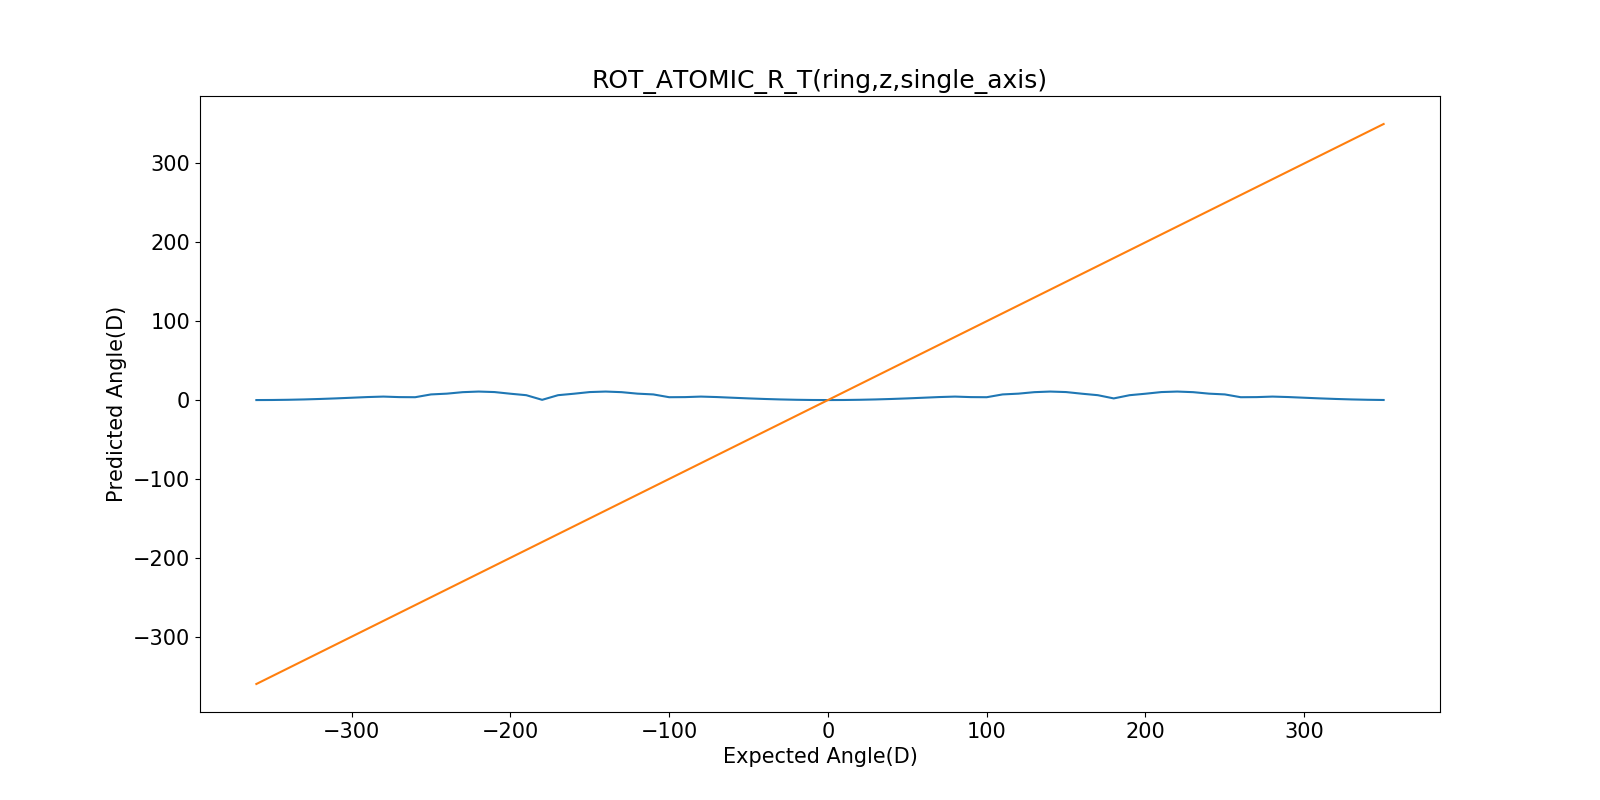 ROT_ATOMIC_R_T(ring,z,single_axis)
300
200
100
0
−100
−200
−300
Predicted Angle(D)
−300 −200 −100 0 100 200 300
Expected Angle(D)